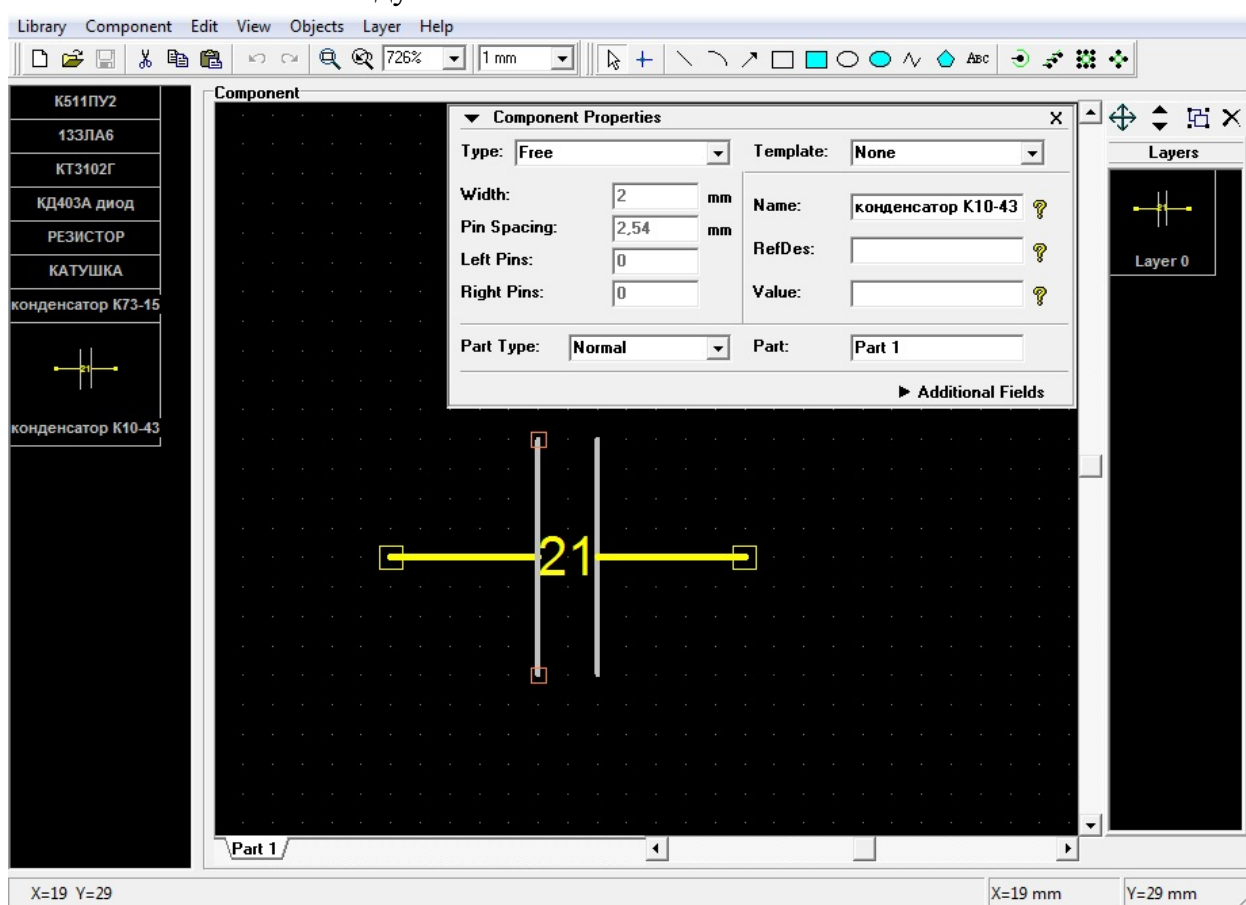 Library Component Edit View Objects Layer Help
726% 1 mm ABC
К511ПУ2
133ЛА6
КТ3102Г
КД403А диод
РЕЗИСТОР
КАТУШКА
конденсатор К73-15
21
конденсатор К10-43
Component
Component Properties X
Type: Free Template: None
Width: 2 mm Name: конденсатор К10-43
Pin Spacing: 2,54 mm
RefDes:
Left Pins: 0
Right Pins: 0 Value:
Part Type: Normal Part: Part 1
Additional Fields
21
Layers
21
Layer 0
Part 1
X=19 Y=29 X=19 mm Y=29 mm